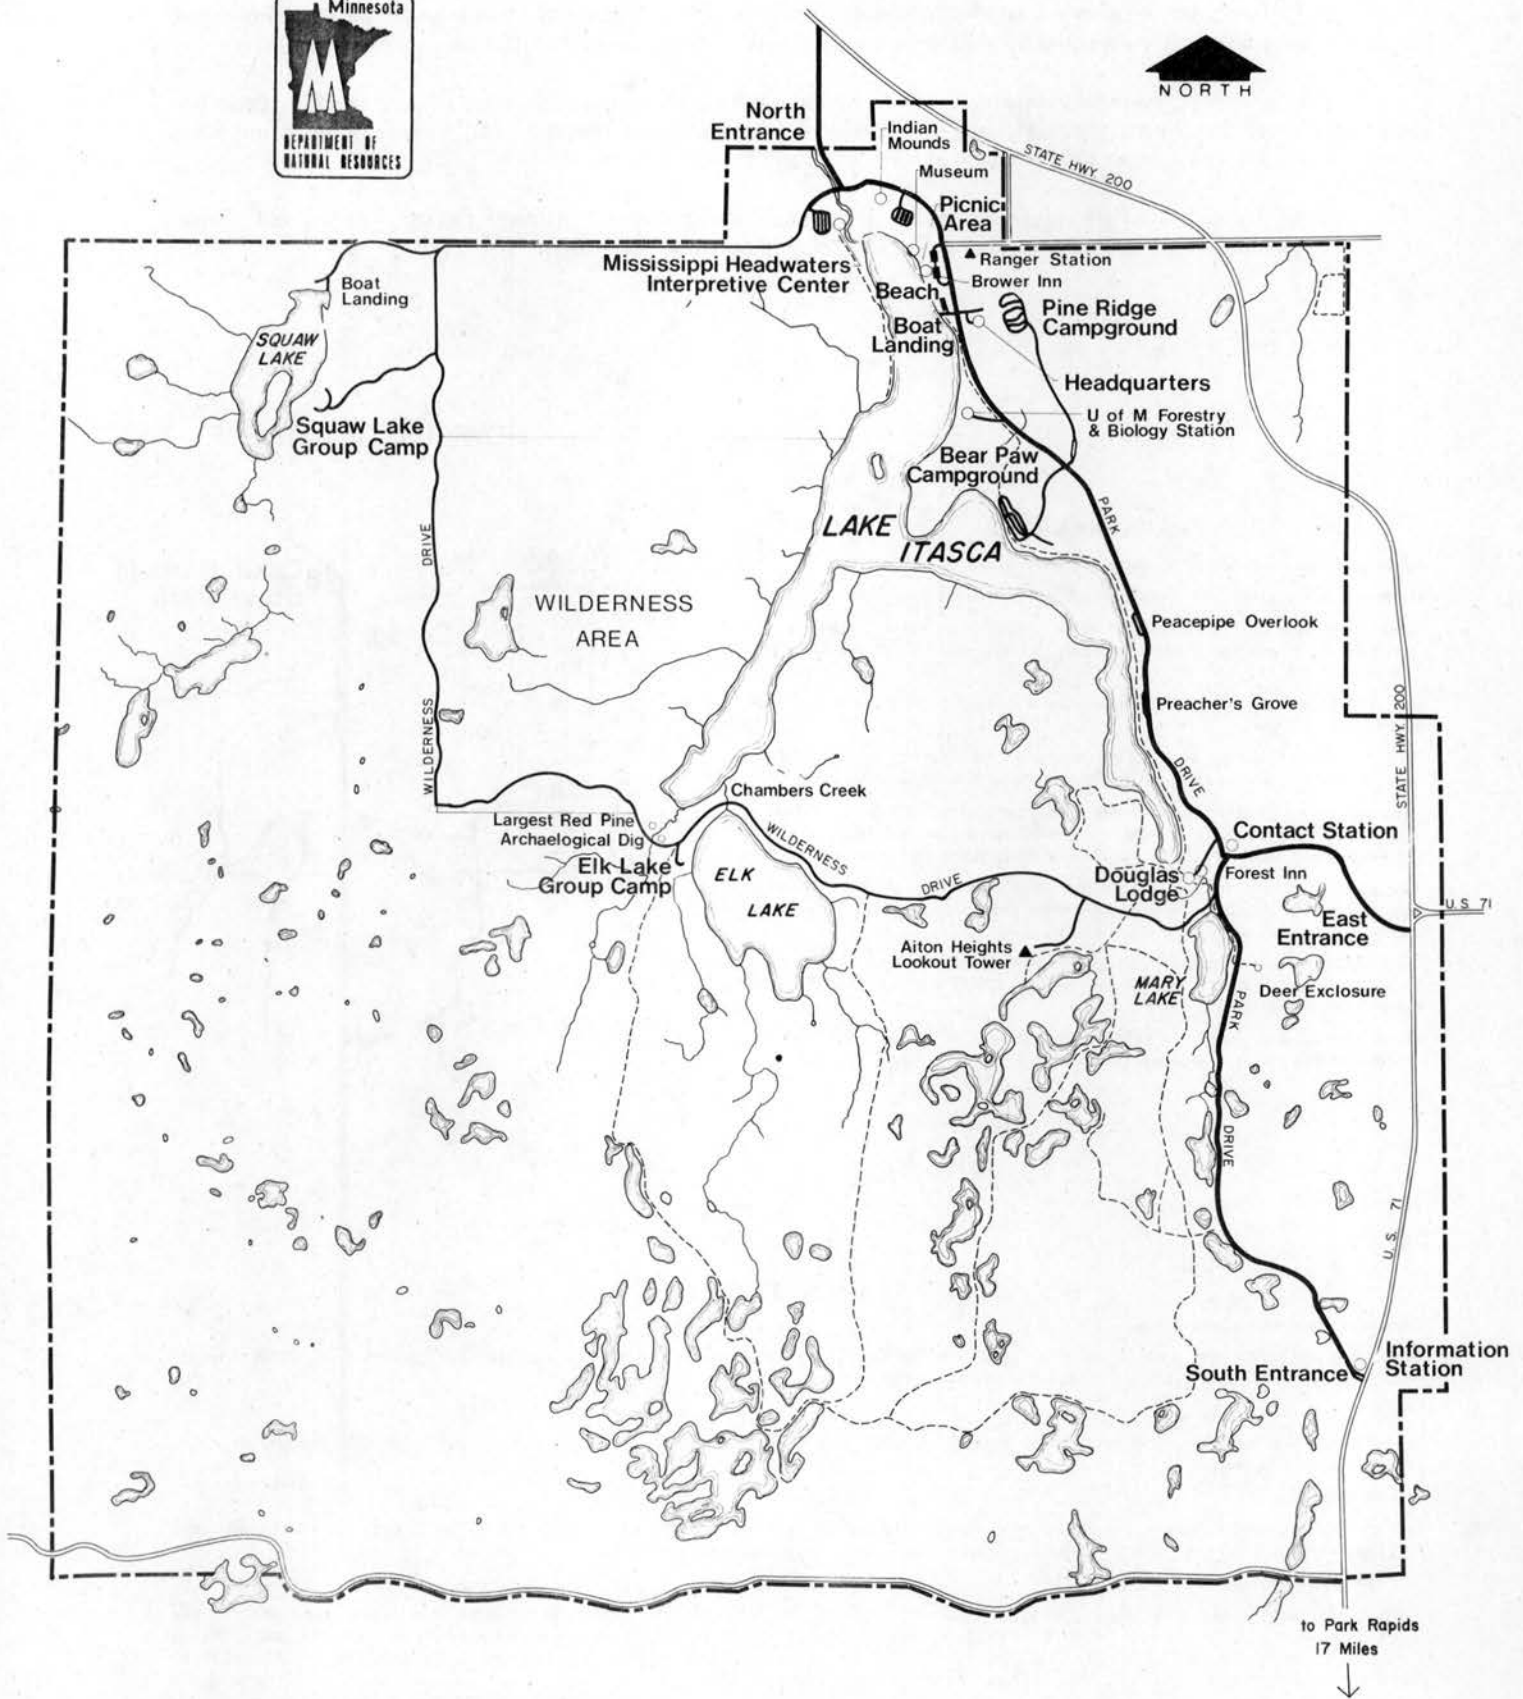 Minnesota
M
DEPARTMENT OF
NATURAL RESOURCES
NORTH
North
Entrance
Indian
Mounds
STATE HWY 200
Museum
Picnic
Area
Ranger Station
Mississippi Headwaters
Interpretive Center
Brower Inn
Beach
Boat
Landing
Pine Ridge
Campground
Boat
Landing
SQUAW
LAKE
Headquarters
U of M Forestry
& Biology Station
Squaw Lake
Group Camp
Bear Paw
Campground
PARK
LAKE
ITASCA
DRIVE
WILDERNESS
AREA
Peacepipe Overlook
Preacher's Grove
STATE HWY 200
WILDERNESS
DRIVE
Chambers Creek
Largest Red Pine
Archaelogical Dig
WILDERNESS
Contact Station
Elk Lake
Group Camp
ELK
LAKE
DRIVE
Douglas
Lodge
Forest Inn
U.S. 71
East
Entrance
Aiton Heights
Lookout Tower
MARY
LAKE
Deer Exclosure
PARK
DRIVE
U.S. 71
Information
Station
South Entrance
to Park Rapids
17 Miles